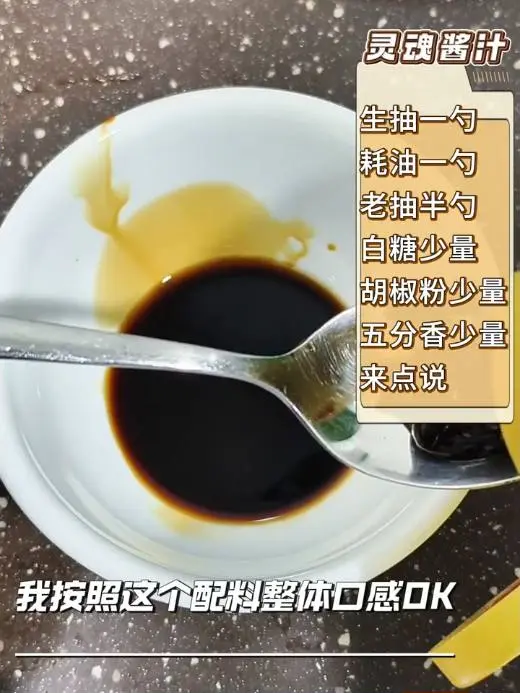 灵魂酱汁
生抽一勺
耗油一勺
老抽半勺
白糖少量
胡椒粉少量
五分香少量
来点说
我按照这个配料整体口感OK